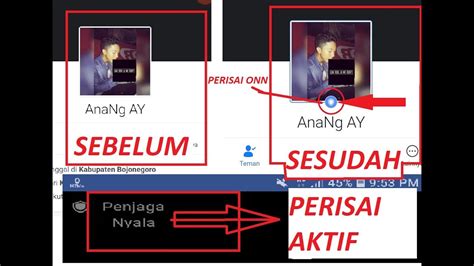 PERISAI ONN
AnaNg AY
SEBELUM
AnaNg AY
Teman
SESUDAH
nggal di Kabupaten Bojonegoro
45% 9:53 PM
Penjaga
Nyala
PERISAI
AKTIF